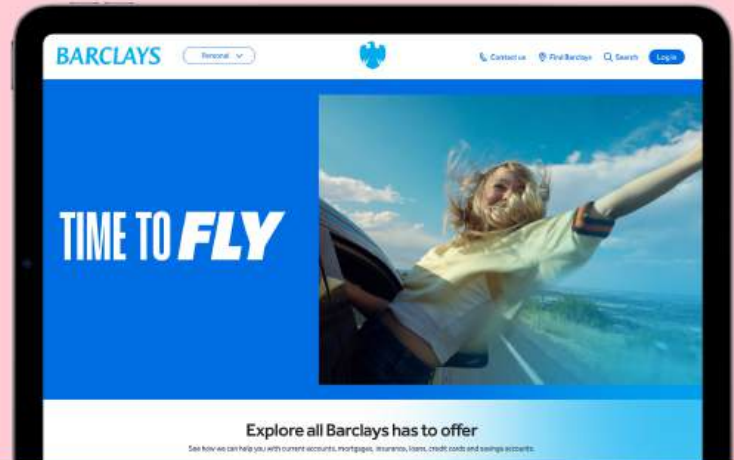 BARCLAYS
Personal
Contact us
Find Barclays
Search
Log in
TIME TO FLY
Explore all Barclays has to offer
See how we can help you with current accounts, mortgages, insurance, loans, credit cards and savings accounts.